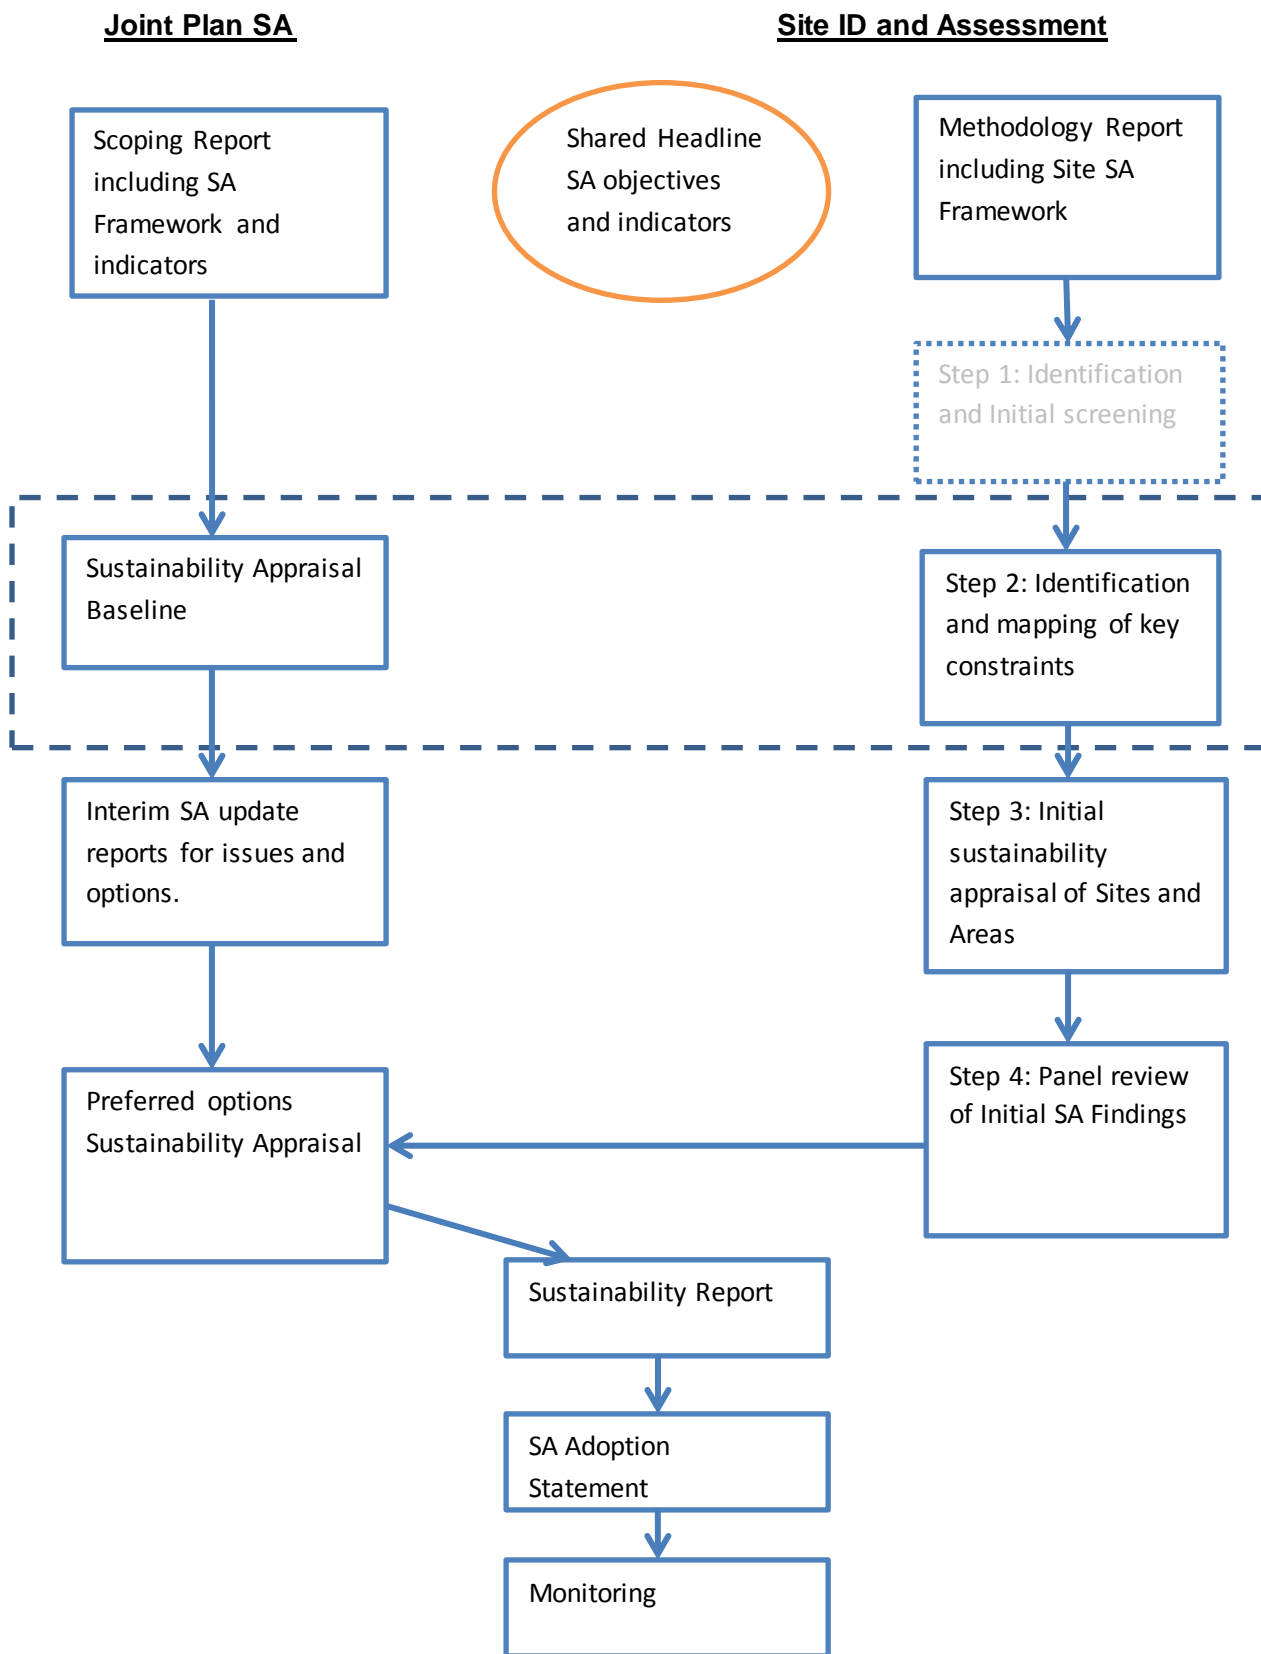 Joint Plan SA
Site ID and Assessment
Scoping Report
including SA
Framework and
indicators
Shared Headline
SA objectives
and indicators
Methodology Report
including Site SA
Framework
Step 1: Identification
and Initial screening
Sustainability Appraisal
Baseline
Step 2: Identification
and mapping of key
constraints
Interim SA update
reports for issues and
options.
Step 3: Initial
sustainability
appraisal of Sites and
Areas
Preferred options
Sustainability Appraisal
Step 4: Panel review
of Initial SA Findings
Sustainability Report
SA Adoption
Statement
Monitoring